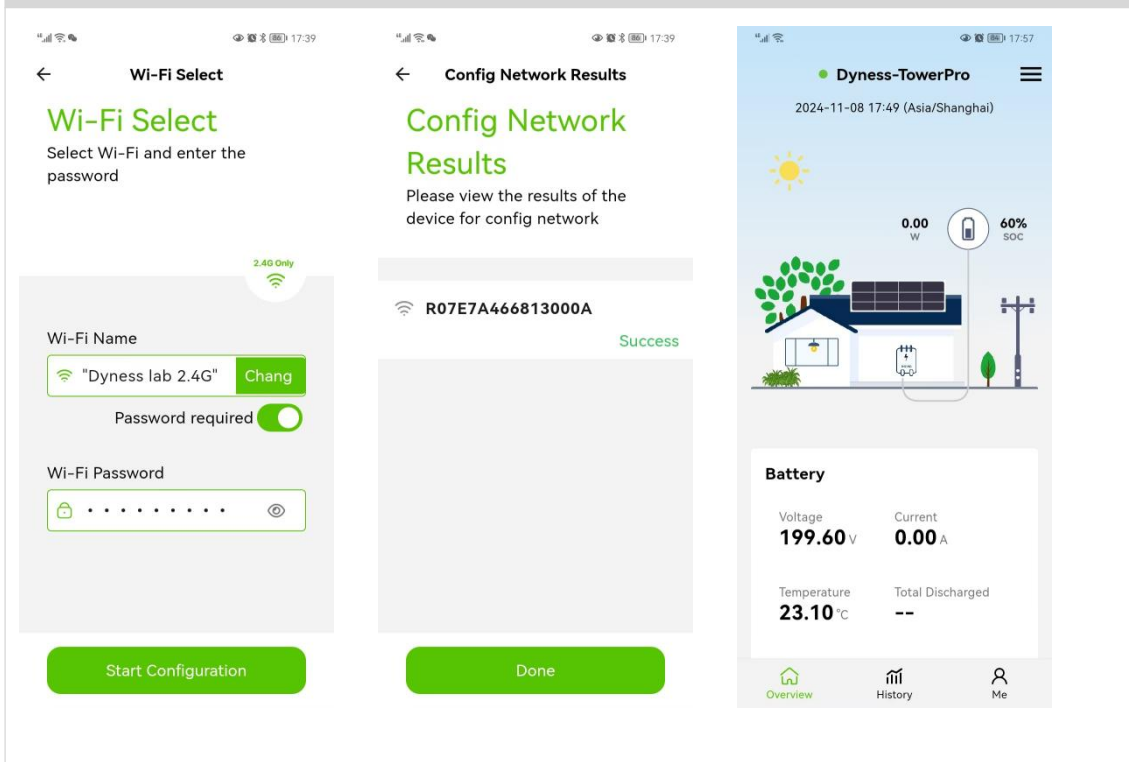 17:39
Wi-Fi Select
Wi-Fi Select
Select Wi-Fi and enter the
password
2.4G Only
Wi-Fi Name
"Dyness lab 2.4G"
Chang
Password required
Wi-Fi Password
Start Configuration
17:39
Config Network Results
Config Network
Results
Please view the results of the
device for config network
R07E7A466813000A
Success
Done
17:57
Dyness-TowerPro
2024-11-08 17:49 (Asia/Shanghai)
0.00
W
60%
SOC
Battery
Voltage
199.60 V
Current
0.00 A
Temperature
23.10 °C
Total Discharged
--
Overview
History
Me